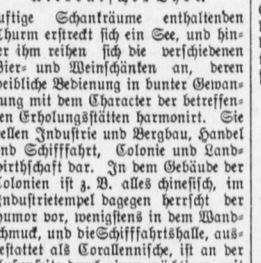 luftige Schankräume enthaltenden
Thurm erstreckt sich ein See, und hin-
ter ihm reihen sich die verschiedenen
Bier- und Weinschänken an, deren
weibliche Bedienung in bunter Gewan-
dung mit dem Character der betreffen-
den Erholungsstätten harmonirt. Sie
stellen Industrie und Bergbau, Handel
und Schifffahrt, Colonie und Land-
wirthschaft dar. In dem Gebäude der
Colonien ist z. B. alles chinesisch, im
Industrietempel dagegen herrscht der
Humor vor, wenigstens in dem Wand-
schmuck, und dieSchifffahrtshalle, aus-
gestattet als Corallennische, ist an der